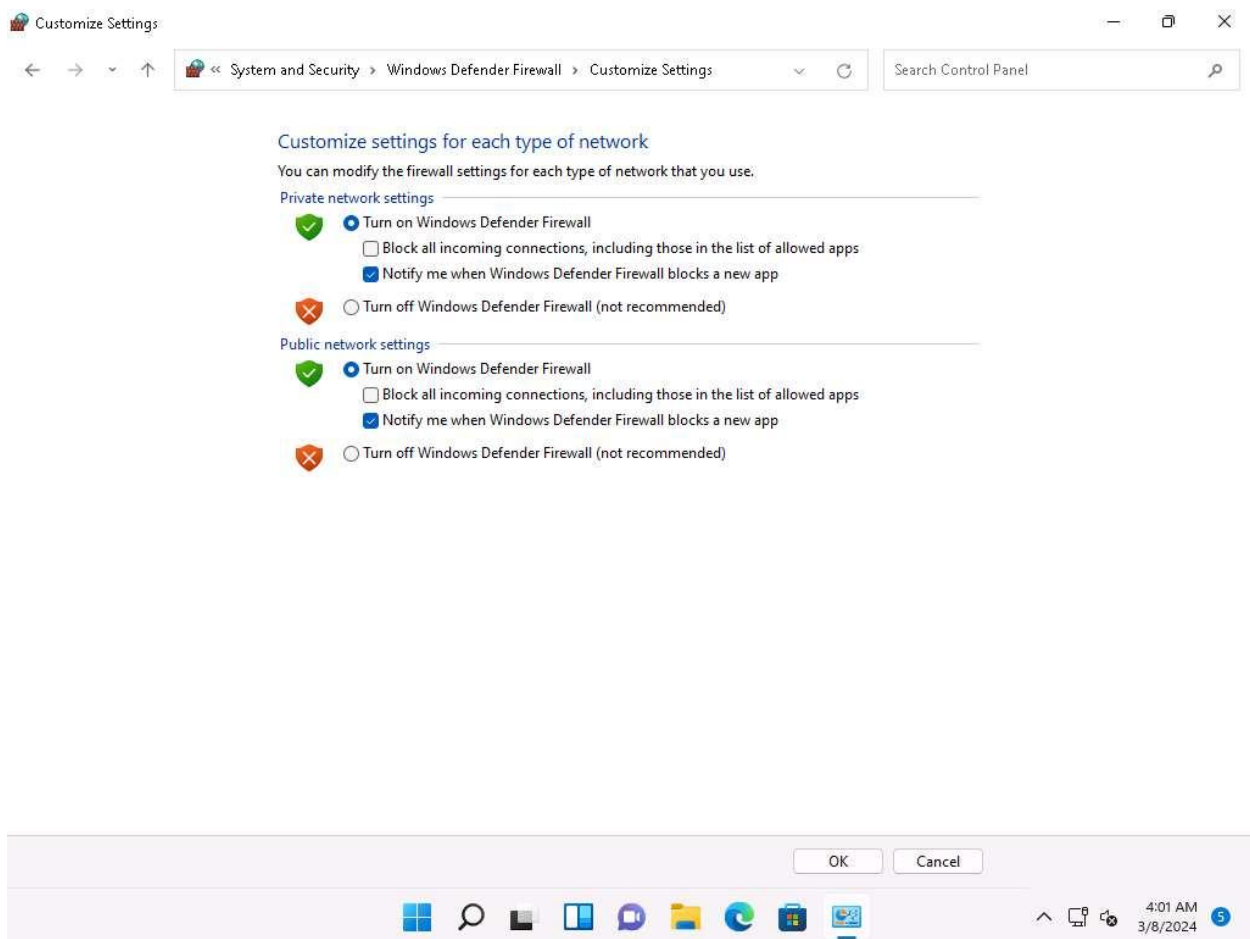 Customize Settings
« System and Security > Windows Defender Firewall > Customize Settings
Search Control Panel
Customize settings for each type of network
You can modify the firewall settings for each type of network that you use.
Private network settings
Turn on Windows Defender Firewall
Block all incoming connections, including those in the list of allowed apps
Notify me when Windows Defender Firewall blocks a new app
Turn off Windows Defender Firewall (not recommended)
Public network settings
Turn on Windows Defender Firewall
Block all incoming connections, including those in the list of allowed apps
Notify me when Windows Defender Firewall blocks a new app
Turn off Windows Defender Firewall (not recommended)
OK Cancel
4:01 AM
3/8/2024
5